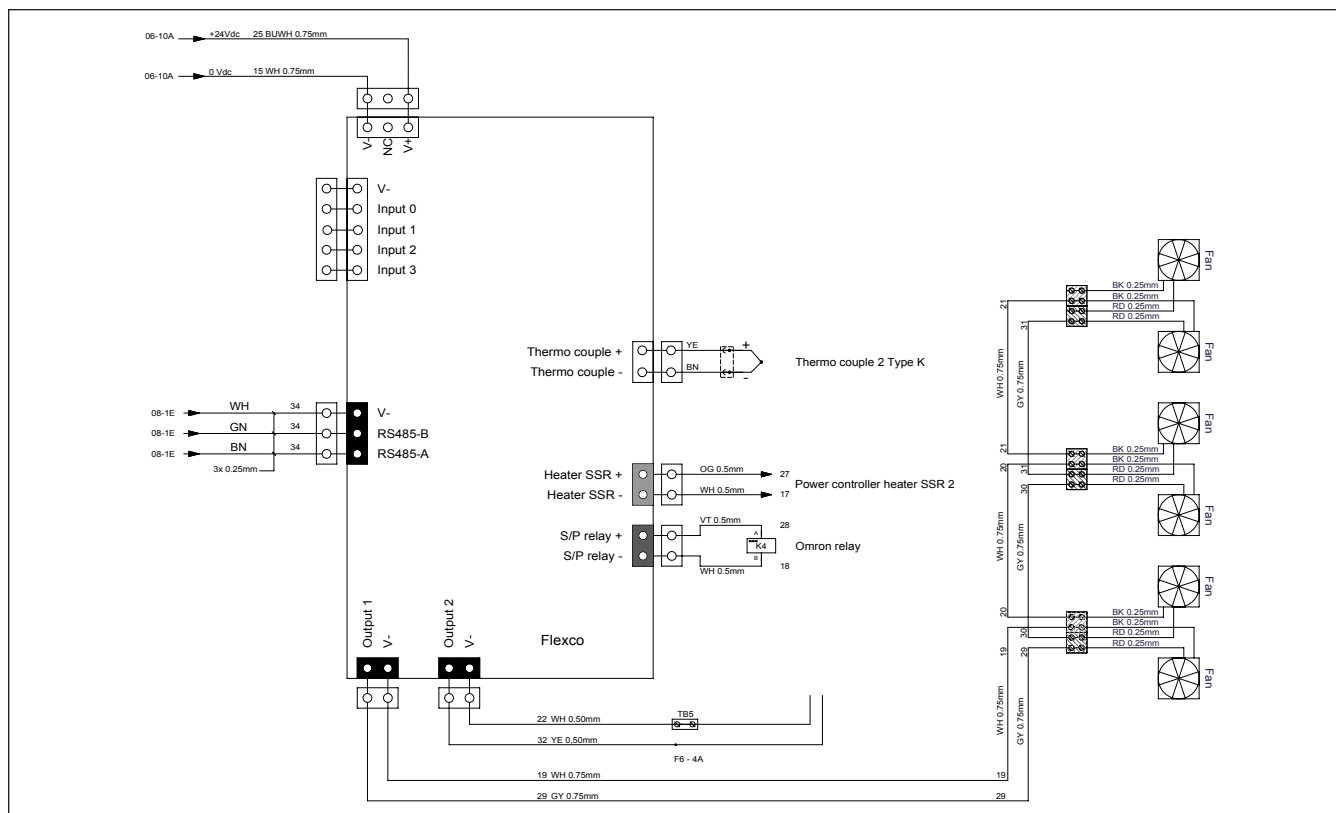 06-10A +24Vdc 25 BUWH 0.75mm
06-10A 0 Vdc 15 WH 0.75mm
V-
NC
V+
V-
Input 0
Input 1
Input 2
Input 3
Thermo couple +
Thermo couple -
YE
BN
+
-
Thermo couple 2 Type K
08-1E WH 34
08-1E GN 34
08-1E BN 34
3x 0.25mm
V-
RS485-B
RS485-A
Heater SSR +
Heater SSR -
OG 0.5mm 27
WH 0.5mm 17
Power controller heater SSR 2
S/P relay +
S/P relay -
VT 0.5mm 28
A
K4
B
WH 0.5mm 18
Omron relay
Output 1
V-
Output 2
V-
Flexco
22 WH 0.50mm
TB5
32 YE 0,50mm
F6 - 4A
19 WH 0.75mm 19
29 GY 0.75mm 29
Fan
BK 0.25mm
BK 0.25mm
RD 0.25mm
RD 0.25mm
21
31
Fan
WH 0.75mm
GY 0.75mm
Fan
21
20
31
30
BK 0.25mm
BK 0.25mm
RD 0.25mm
RD 0.25mm
Fan
WH 0.75mm
GY 0.75mm
Fan
20
19
30
29
BK 0.25mm
BK 0.25mm
RD 0.25mm
RD 0.25mm
Fan
WH 0.75mm
GY 0.75mm